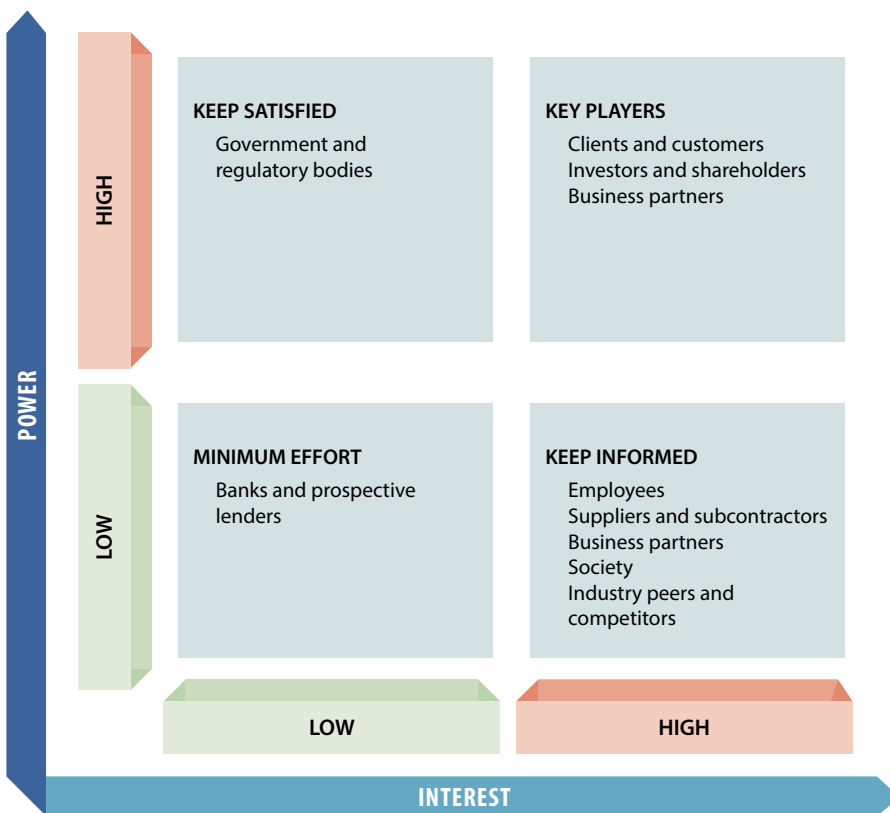 POWER
HIGH
KEEP SATISFIED
Government and
regulatory bodies
KEY PLAYERS
Clients and customers
Investors and shareholders
Business partners
LOW
MINIMUM EFFORT
Banks and prospective
lenders
KEEP INFORMED
Employees
Suppliers and subcontractors
Business partners
Society
Industry peers and
competitors
LOW
HIGH
INTEREST